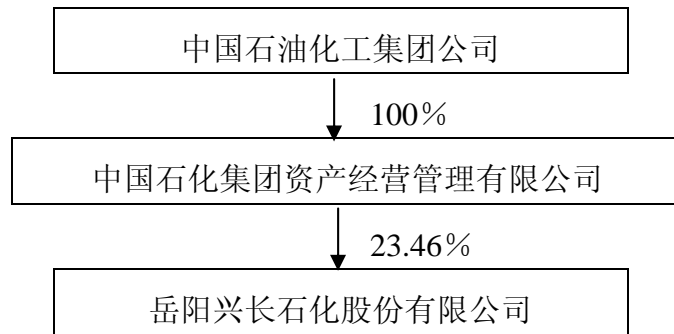 中国石油化工集团公司
100％
中国石化集团资产经营管理有限公司
23.46％
岳阳兴长石化股份有限公司